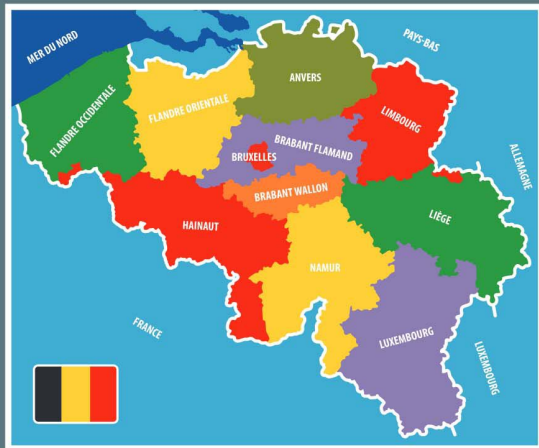 MER DU NORD
PAYS-BAS
ANVERS
FLANDRE OCCIDENTALE
FLANDRE ORIENTALE
LIMBOURG
BRUXELLES
BRABANT FLAMAND
ALLEMAGNE
BRABANT WALLON
LIÈGE
HAINAUT
NAMUR
FRANCE
LUXEMBOURG
LUXEMBOURG